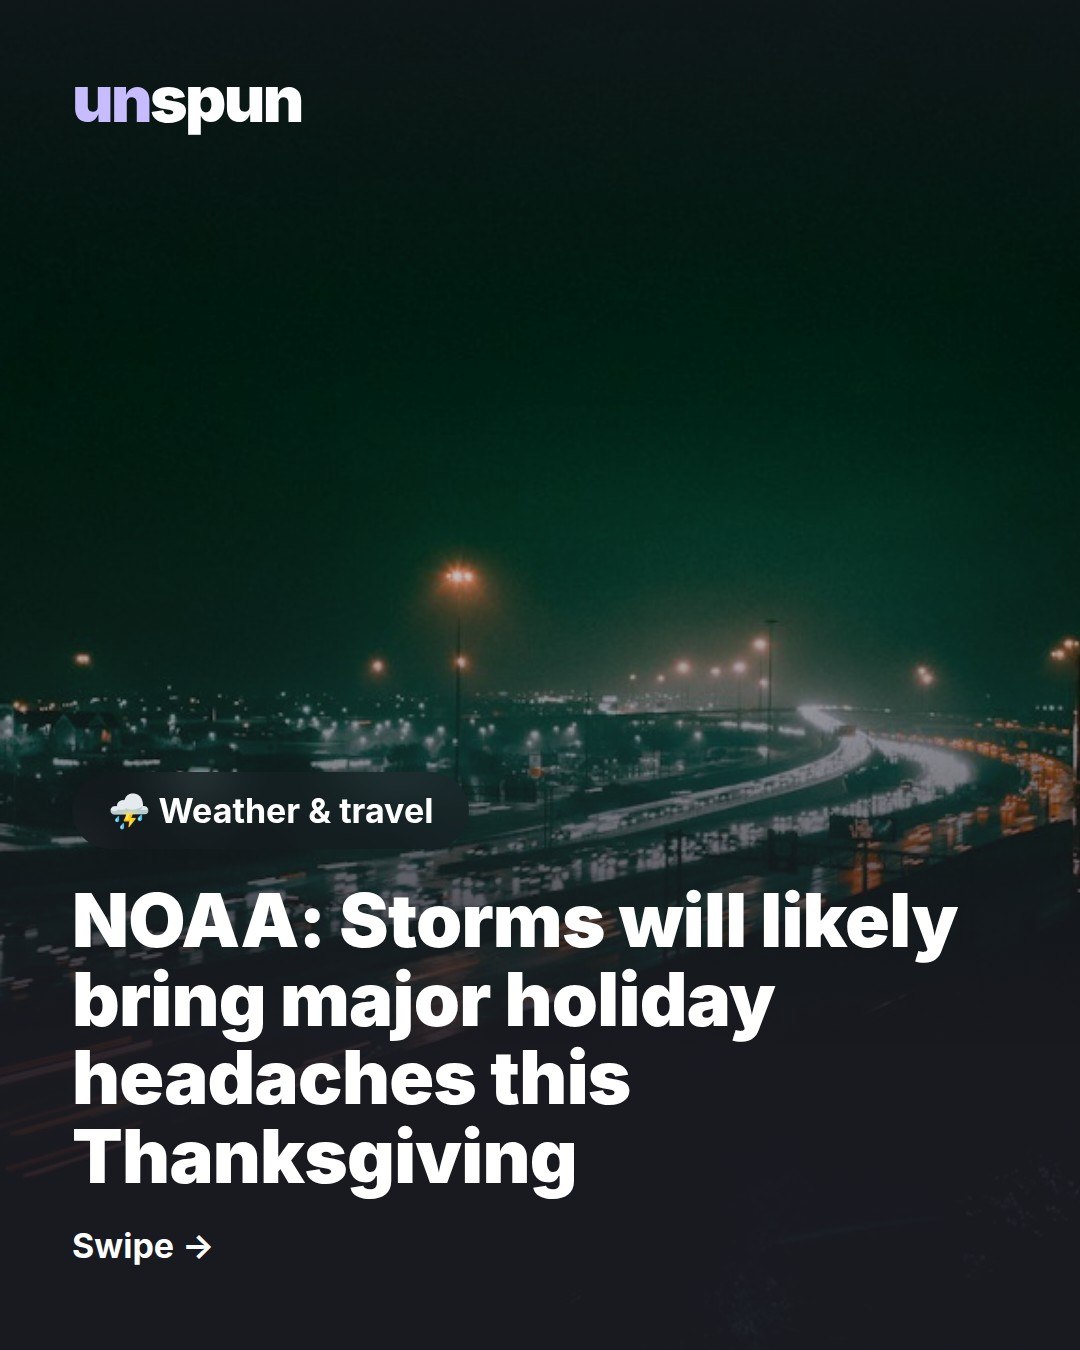 unspun
⛈️ Weather & travel
NOAA: Storms will likely
bring major holiday
headaches this
Thanksgiving
Swipe →